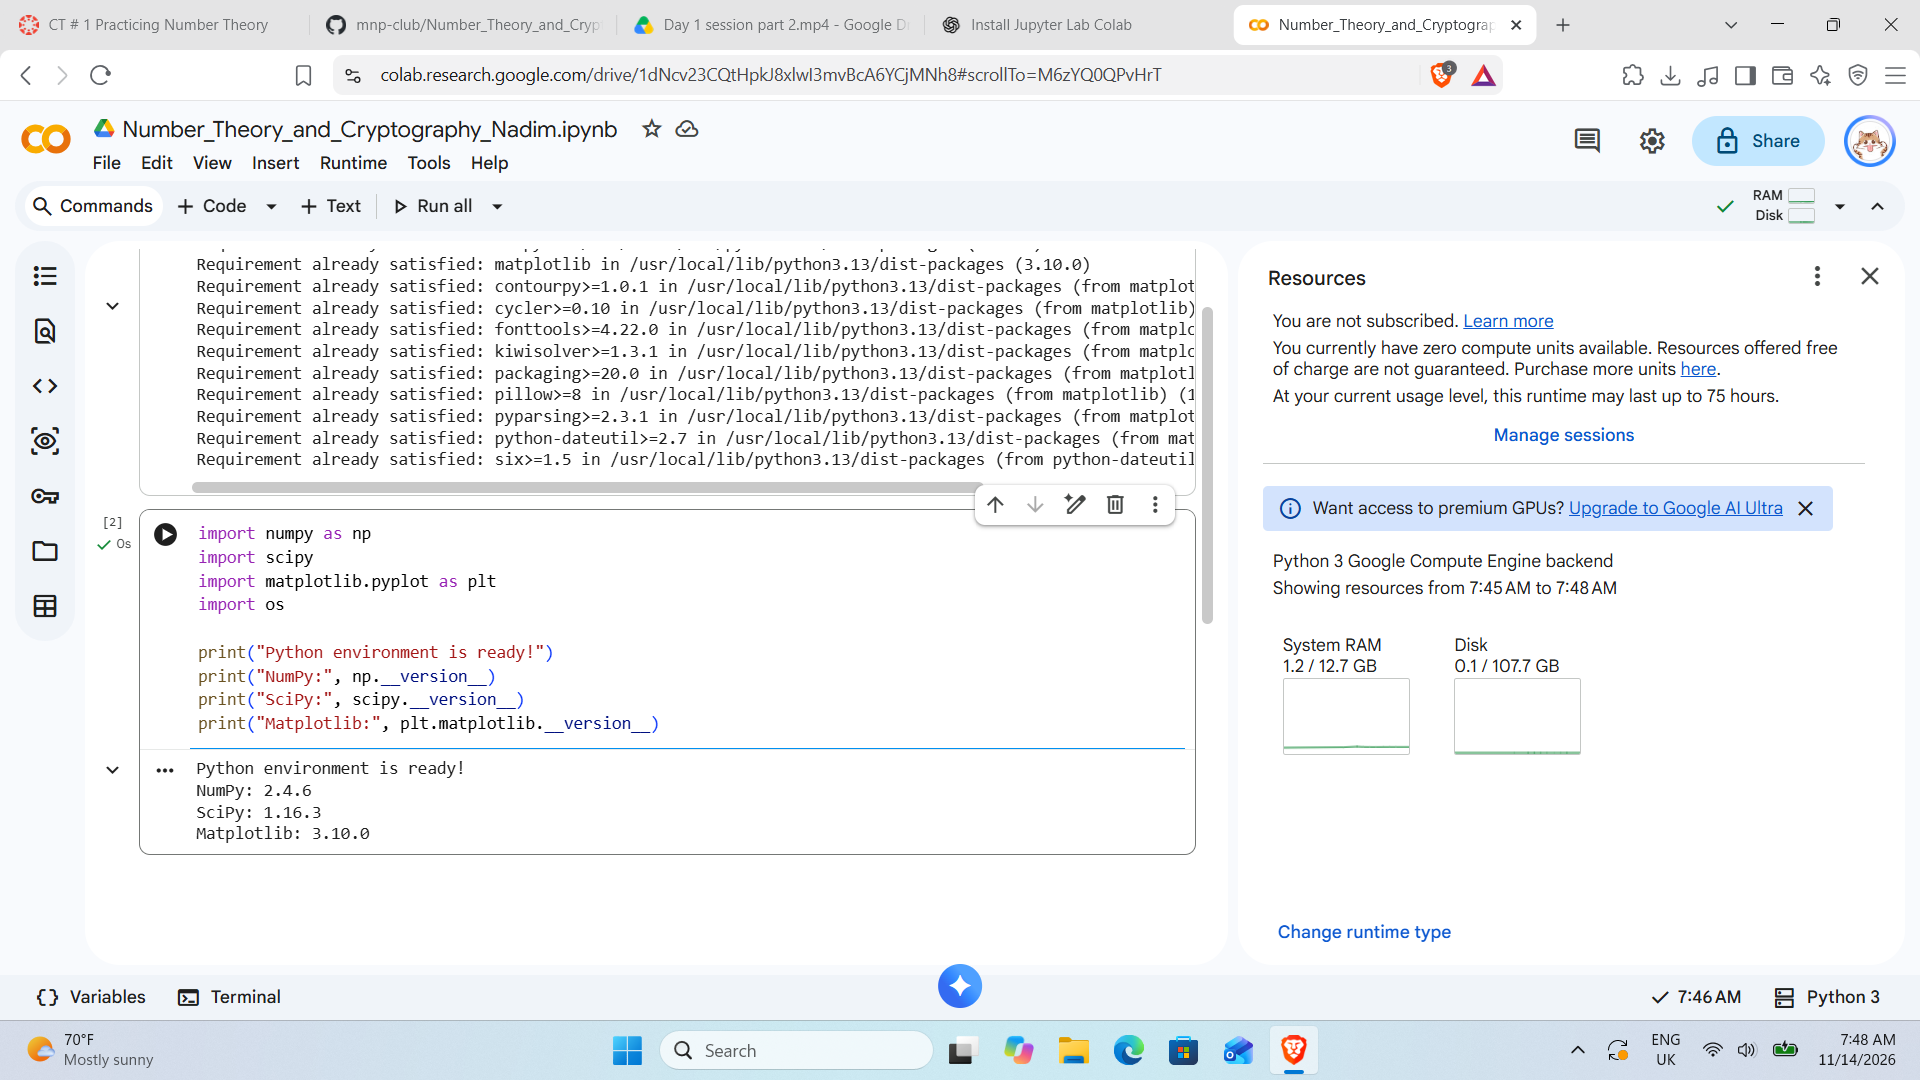 CT # 1 Practicing Number Theory
mnp-club/Number_Theory_and_Cryp
Day 1 session part 2.mp4 - Google D
Install Jupyter Lab Colab
Number_Theory_and_Cryptograp
colab.research.google.com/drive/1dNcv23CQtHpkJ8xlwI3mvBcA6YCjMNh8#scrollTo=M6zYQ0QPvHrT
3
Number_Theory_and_Cryptography_Nadim.ipynb
File Edit View Insert Runtime Tools Help
Share
Commands + Code + Text Run all
RAM
Disk
Requirement already satisfied: matplotlib in /usr/local/lib/python3.13/dist-packages (3.10.0)
Requirement already satisfied: contourpy>=1.0.1 in /usr/local/lib/python3.13/dist-packages (from matplot
Requirement already satisfied: cycler>=0.10 in /usr/local/lib/python3.13/dist-packages (from matplotlib)
Requirement already satisfied: fonttools>=4.22.0 in /usr/local/lib/python3.13/dist-packages (from matplo
Requirement already satisfied: kiwisolver>=1.3.1 in /usr/local/lib/python3.13/dist-packages (from matplo
Requirement already satisfied: packaging>=20.0 in /usr/local/lib/python3.13/dist-packages (from matplotl
Requirement already satisfied: pillow>=8 in /usr/local/lib/python3.13/dist-packages (from matplotlib) (1
Requirement already satisfied: pyparsing>=2.3.1 in /usr/local/lib/python3.13/dist-packages (from matplot
Requirement already satisfied: python-dateutil>=2.7 in /usr/local/lib/python3.13/dist-packages (from mat
Requirement already satisfied: six>=1.5 in /usr/local/lib/python3.13/dist-packages (from python-dateutil
[2]
0s
import numpy as np
import scipy
import matplotlib.pyplot as plt
import os
print("Python environment is ready!")
print("NumPy:", np.__version__)
print("SciPy:", scipy.__version__)
print("Matplotlib:", plt.matplotlib.__version__)
Python environment is ready!
NumPy: 2.4.6
SciPy: 1.16.3
Matplotlib: 3.10.0
Resources
You are not subscribed. Learn more
You currently have zero compute units available. Resources offered free
of charge are not guaranteed. Purchase more units here.
At your current usage level, this runtime may last up to 75 hours.
Manage sessions
Want access to premium GPUs? Upgrade to Google AI Ultra
Python 3 Google Compute Engine backend
Showing resources from 7:45 AM to 7:48 AM
System RAM
1.2 / 12.7 GB
Disk
0.1 / 107.7 GB
Change runtime type
Variables Terminal
7:46 AM Python 3
70°F
Mostly sunny
Search
ENG
UK
7:48 AM
11/14/2026